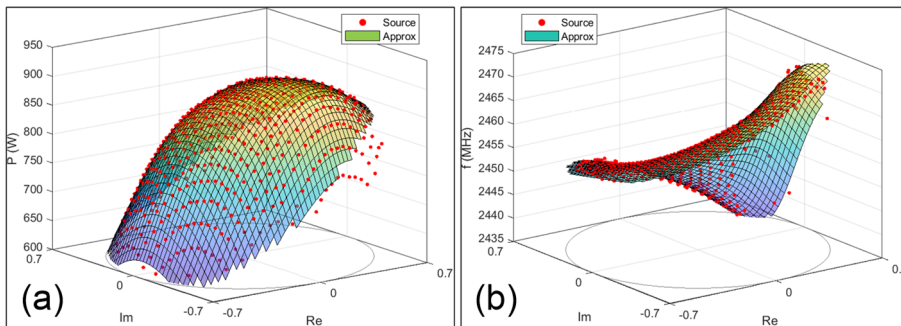 Source
Approx
950
900
850
800
750
700
650
600
P (W)
0.7
0
-0.7
Im
-0.7
0
0.7
Re
(a)
Source
Approx
2475
2470
2465
2460
2455
2450
2445
2440
2435
f (MHz)
0.7
0
-0.7
Im
-0.7
0
Re
(b)